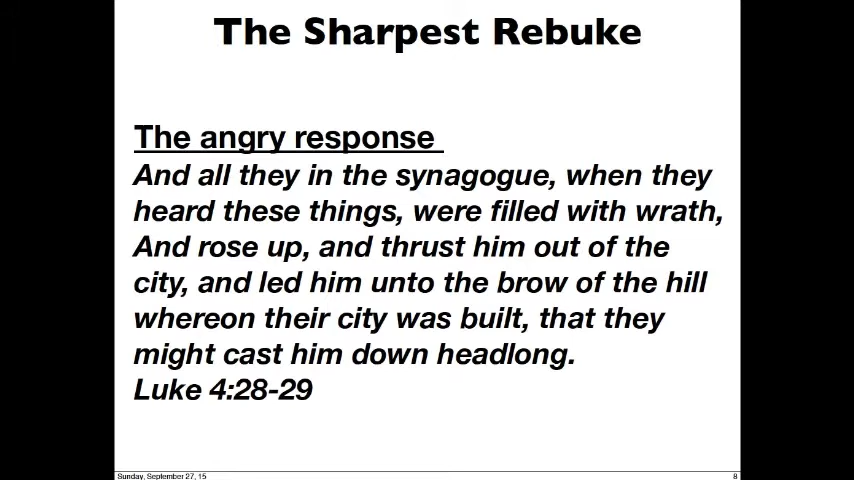 The Sharpest Rebuke
The angry response
And all they in the synagogue, when they
heard these things, were filled with wrath,
And rose up, and thrust him out of the
city, and led him unto the brow of the hill
whereon their city was built, that they
might cast him down headlong.
Luke 4:28-29
Sunday, September 27, 15
8